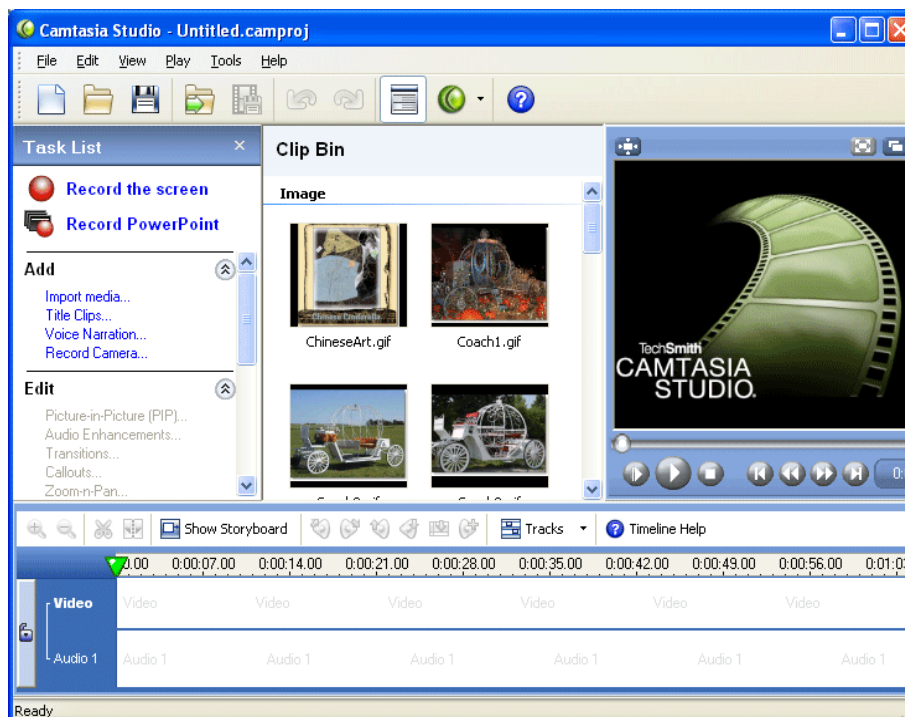 Camtasia Studio - Untitled.camproj
File Edit View Play Tools Help
Task List
Record the screen
Record PowerPoint
Add
Import media...
Title Clips...
Voice Narration...
Record Camera...
Edit
Picture-in-Picture (PIP)...
Audio Enhancements...
Transitions...
Callouts...
Zoom-n-Pan...
Clip Bin
Image
Chinese Cinderella
ChineseArt.gif Coach1.gif
TechSmith
CAMTASIA
STUDIO.
Show Storyboard Tracks Timeline Help
0:00:07.00 0:00:14.00 0:00:21.00 0:00:28.00 0:00:35.00 0:00:42.00 0:00:49.00 0:00:56.00
Video Video Video Video Video Video Video
Audio 1 Audio 1 Audio 1 Audio 1 Audio 1 Audio 1 Audio 1
Ready